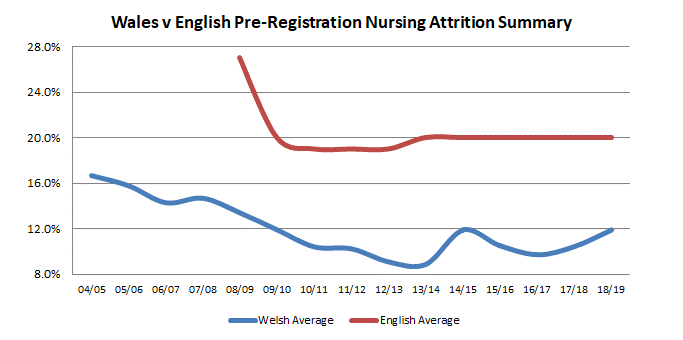 Wales v English Pre-Registration Nursing Attrition Summary
28.0%
24.0%
20.0%
16.0%
12.0%
8.0%
04/05 05/06 06/07 07/08 08/09 09/10 10/11 11/12 12/13 13/14 14/15 15/16 16/17 17/18 18/19
Welsh Average English Average